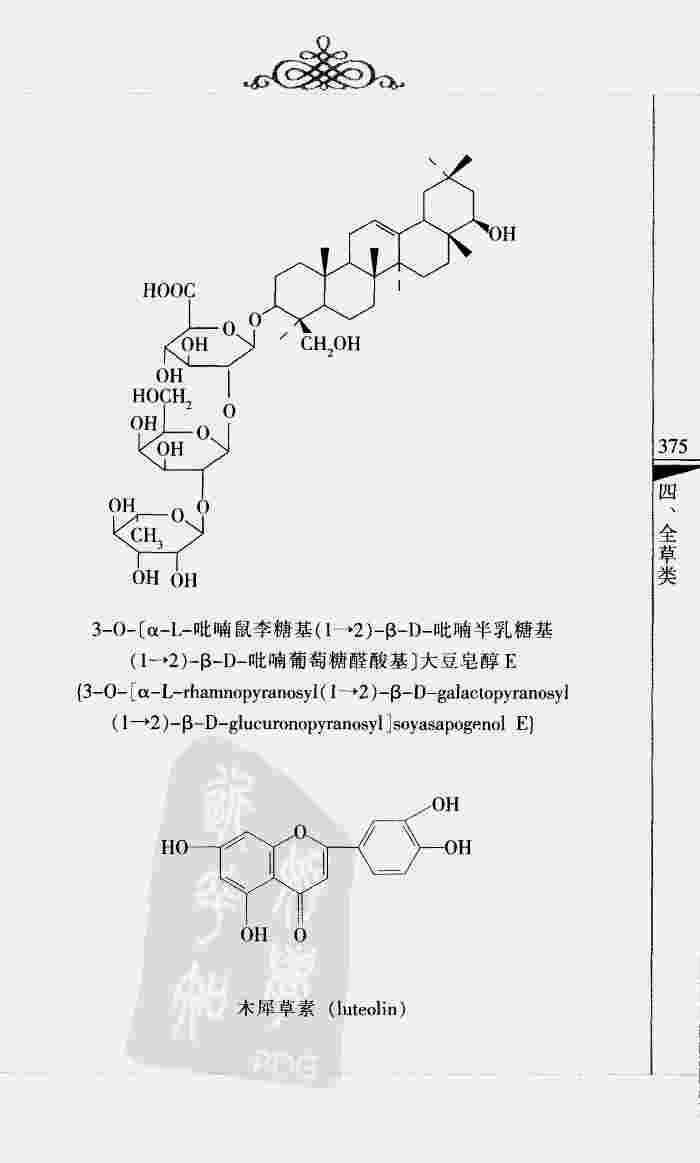 OH
HOOC
O
O
CH₂OH
OH
OH
HOCH₂
O
OH
O
OH
O
OH
O
CH₃
OH OH
375
四、全草类
3-O-〔α-L-吡喃鼠李糖基(1→2)-β-D-吡喃半乳糖基
(1→2)-β-D-吡喃葡萄糖醛酸基〕大豆皂醇 E
{3-O-〔α-L-rhamnopyranosyl(1→2)-β-D-galactopyranosyl
(1→2)-β-D-glucuronopyranosyl〕soyasapogenol E}
OH
HO
O
OH
OH
O
木犀草素 (luteolin)
PDG